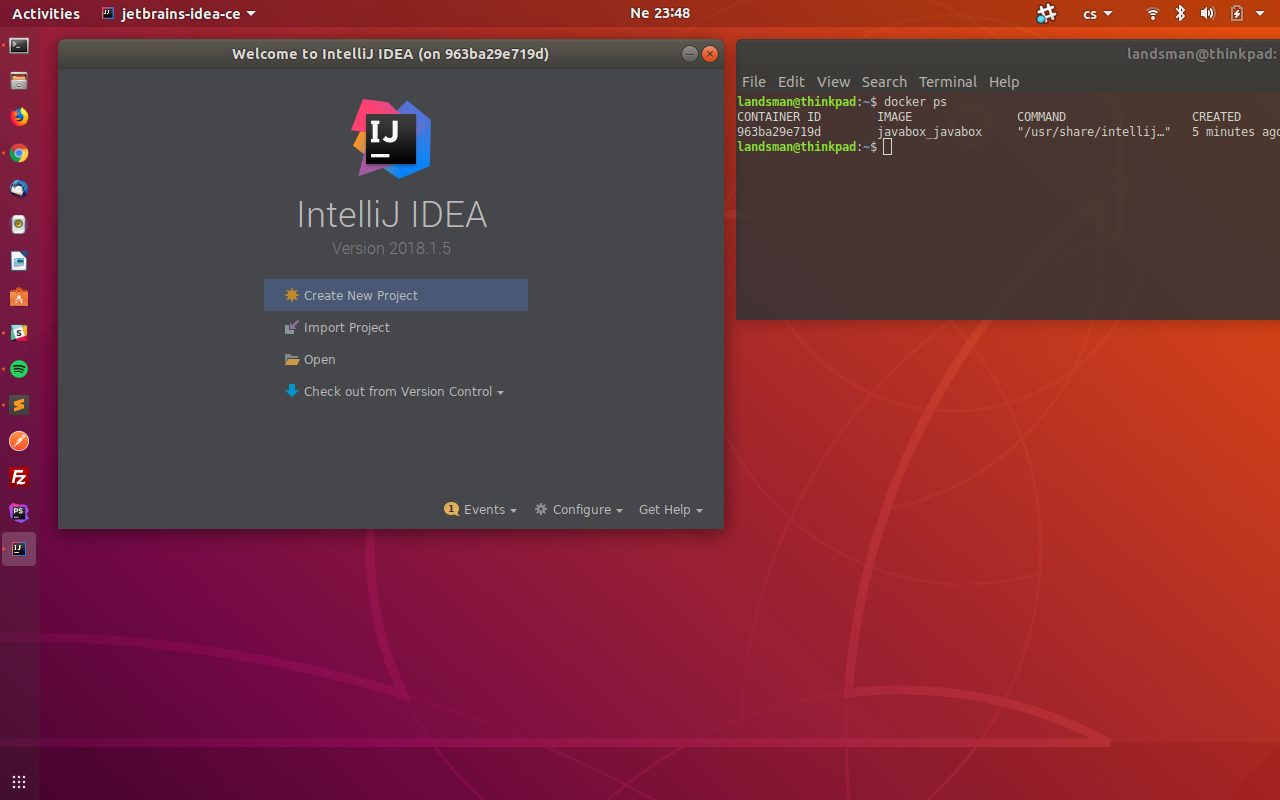 Activities
jetbrains-idea-ce
Ne 23:48
cs
Welcome to IntelliJ IDEA (on 963ba29e719d)
IJ
IntelliJ IDEA
Version 2018.1.5
Create New Project
Import Project
Open
Check out from Version Control
1 Events
Configure
Get Help
landsman@thinkpad:
File Edit View Search Terminal Help
landsman@thinkpad:~$ docker ps
CONTAINER ID IMAGE COMMAND CREATED
963ba29e719d javabox_javabox "/usr/share/intellij…" 5 minutes ago
landsman@thinkpad:~$
S
Fz
PS
IJ